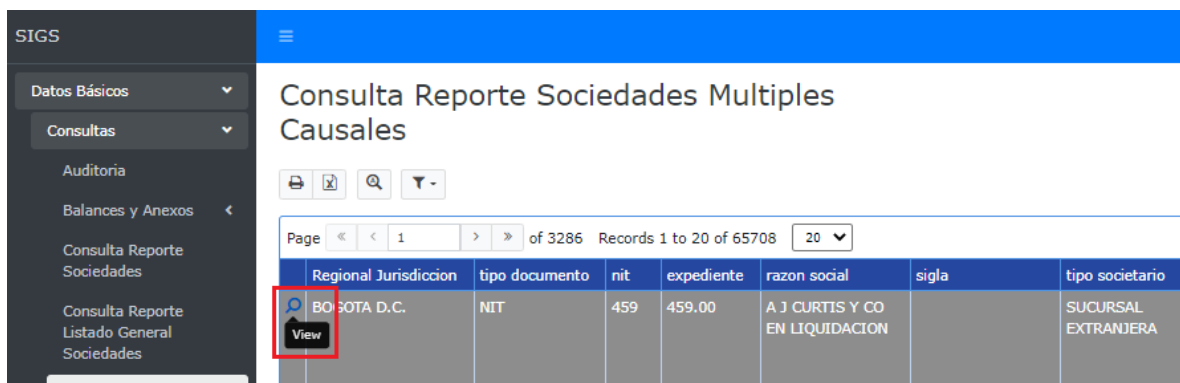 SIGS
Datos Básicos
Consultas
Auditoria
Balances y Anexos
Consulta Reporte
Sociedades
Consulta Reporte
Listado General
Sociedades
Consulta Reporte Sociedades Multiples
Causales
Page 1 of 3286 Records 1 to 20 of 65708 20
Regional Jurisdiccion tipo documento nit expediente razon social sigla tipo societario
BOGOTA D.C. NIT 459 459.00 A J CURTIS Y CO SUCURSAL
View EN LIQUIDACION EXTRANJERA